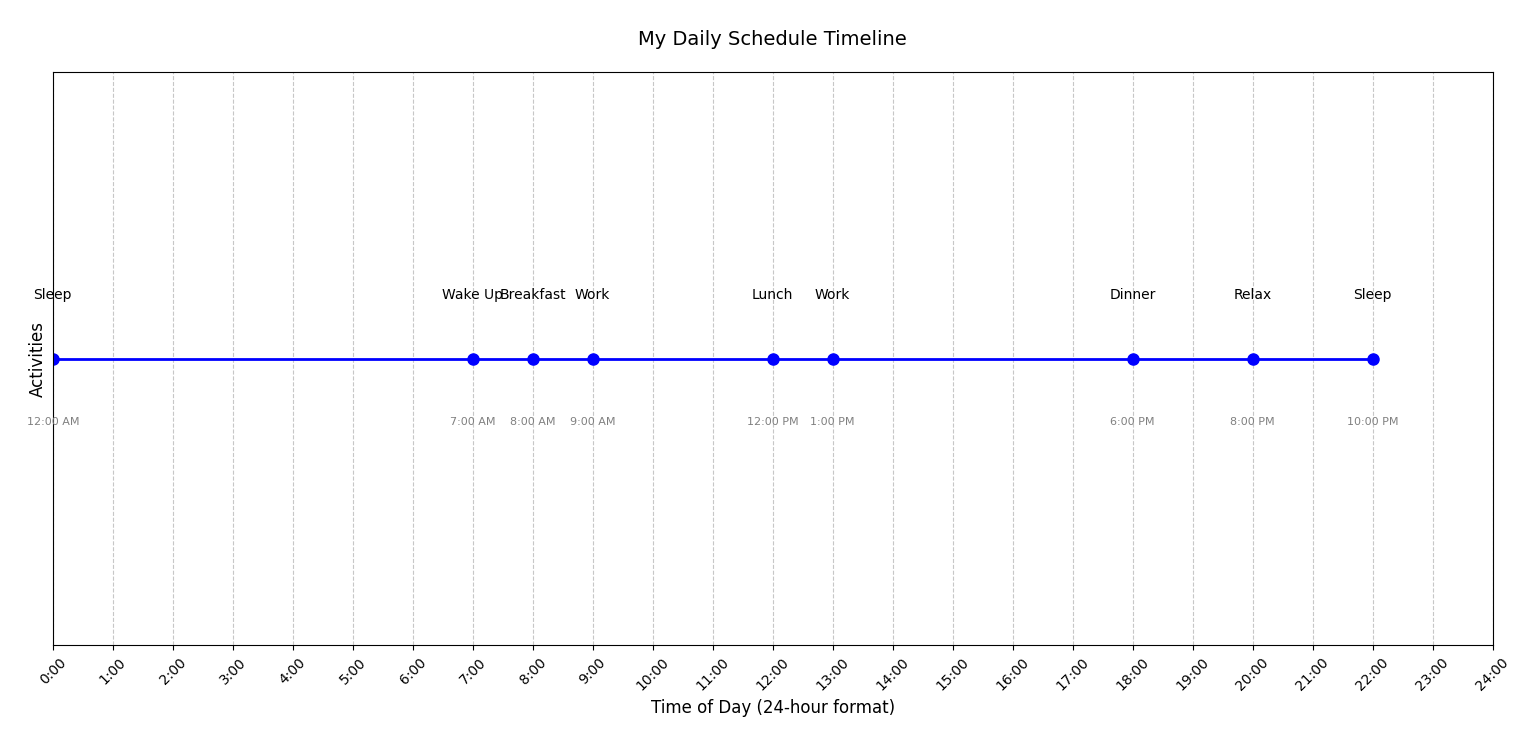 My Daily Schedule Timeline
Sleep Wake Up Breakfast Work Lunch Work Dinner Relax Sleep
Activities
12:00 AM 7:00 AM 8:00 AM 9:00 AM 12:00 PM 1:00 PM 6:00 PM 8:00 PM 10:00 PM
0:00 1:00 2:00 3:00 4:00 5:00 6:00 7:00 8:00 9:00 10:00 11:00 12:00 13:00 14:00 15:00 16:00 17:00 18:00 19:00 20:00 21:00 22:00 23:00 24:00
Time of Day (24-hour format)